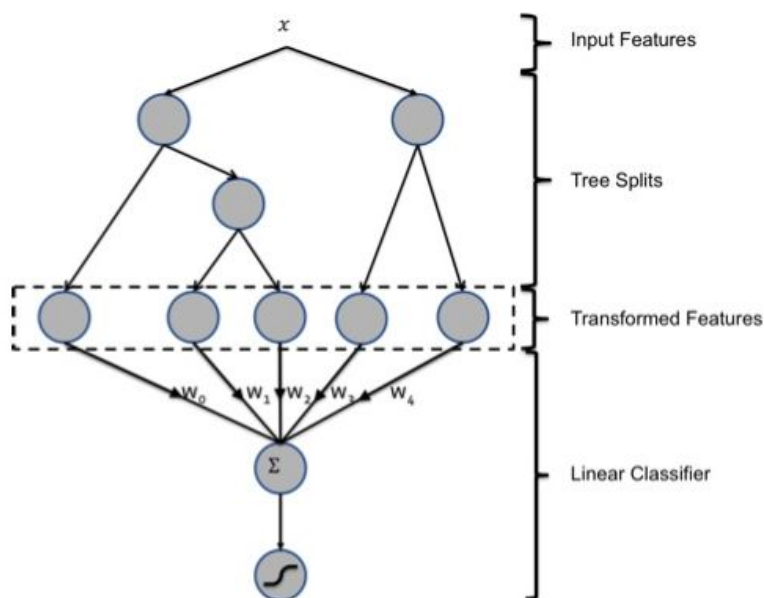 x
Input Features
Tree Splits
Transformed Features
W₀ W₁ W₂ W₃ W₄
Σ
Linear Classifier